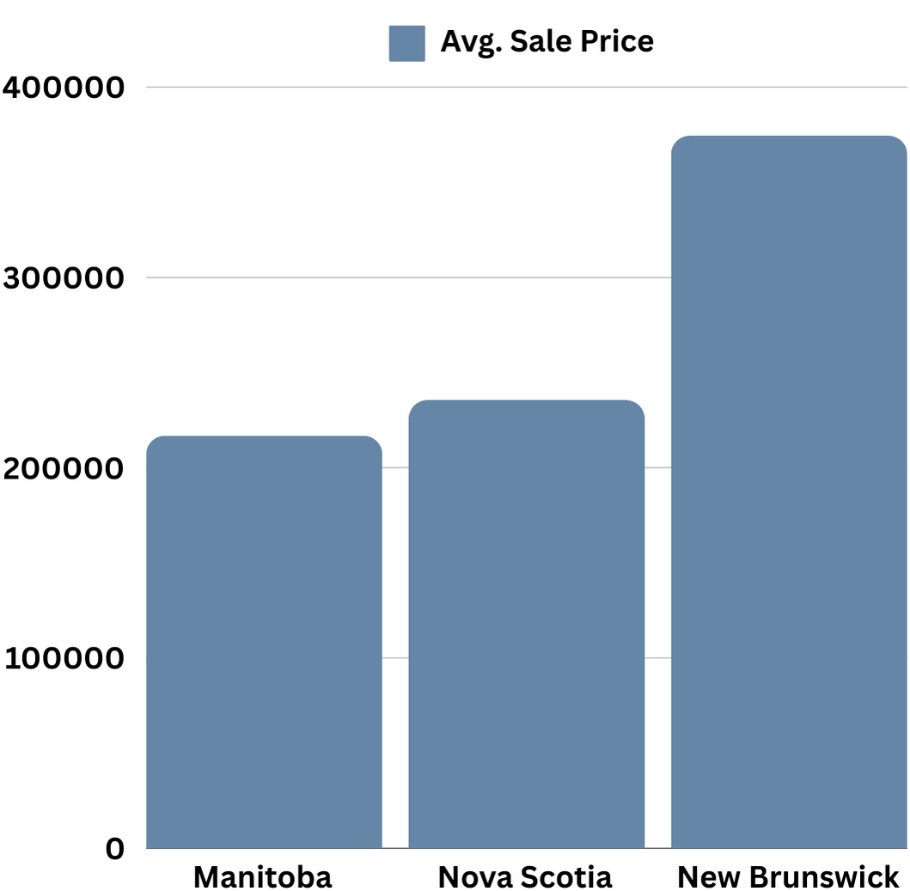 Avg. Sale Price
400000
300000
200000
100000
0
Manitoba
Nova Scotia
New Brunswick